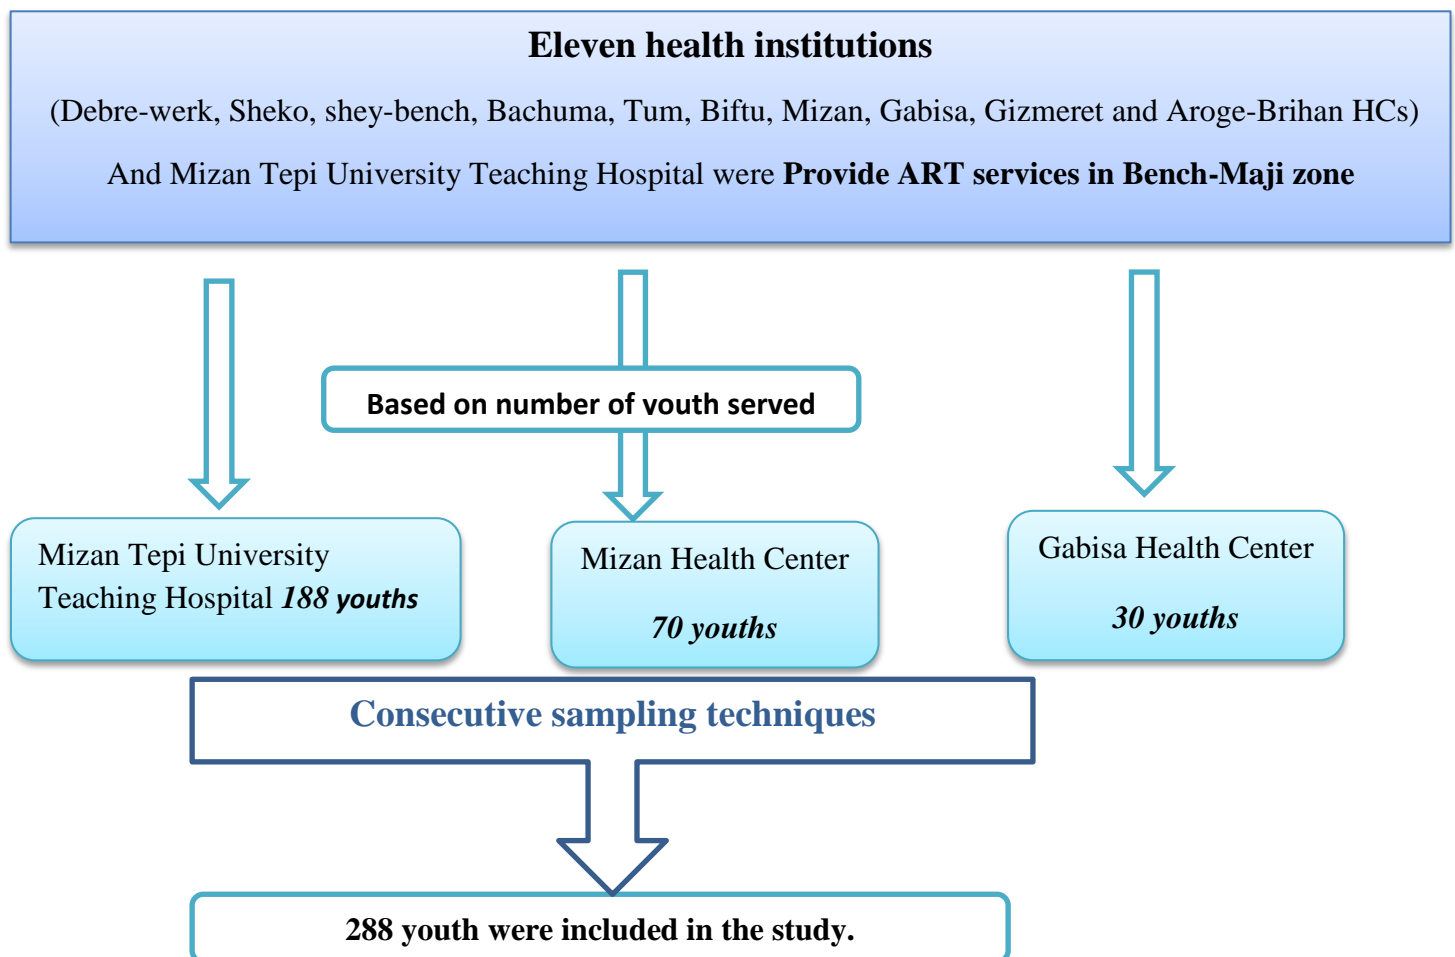 Eleven health institutions
(Debre-werk, Sheko, shey-bench, Bachuma, Tum, Biftu, Mizan, Gabisa, Gizmeret and Aroge-Brihan HCs)
And Mizan Tepi University Teaching Hospital were Provide ART services in Bench-Maji zone
Based on number of youth served
Mizan Tepi University
Teaching Hospital 188 youths
Mizan Health Center
70 youths
Gabisa Health Center
30 youths
Consecutive sampling techniques
288 youth were included in the study.